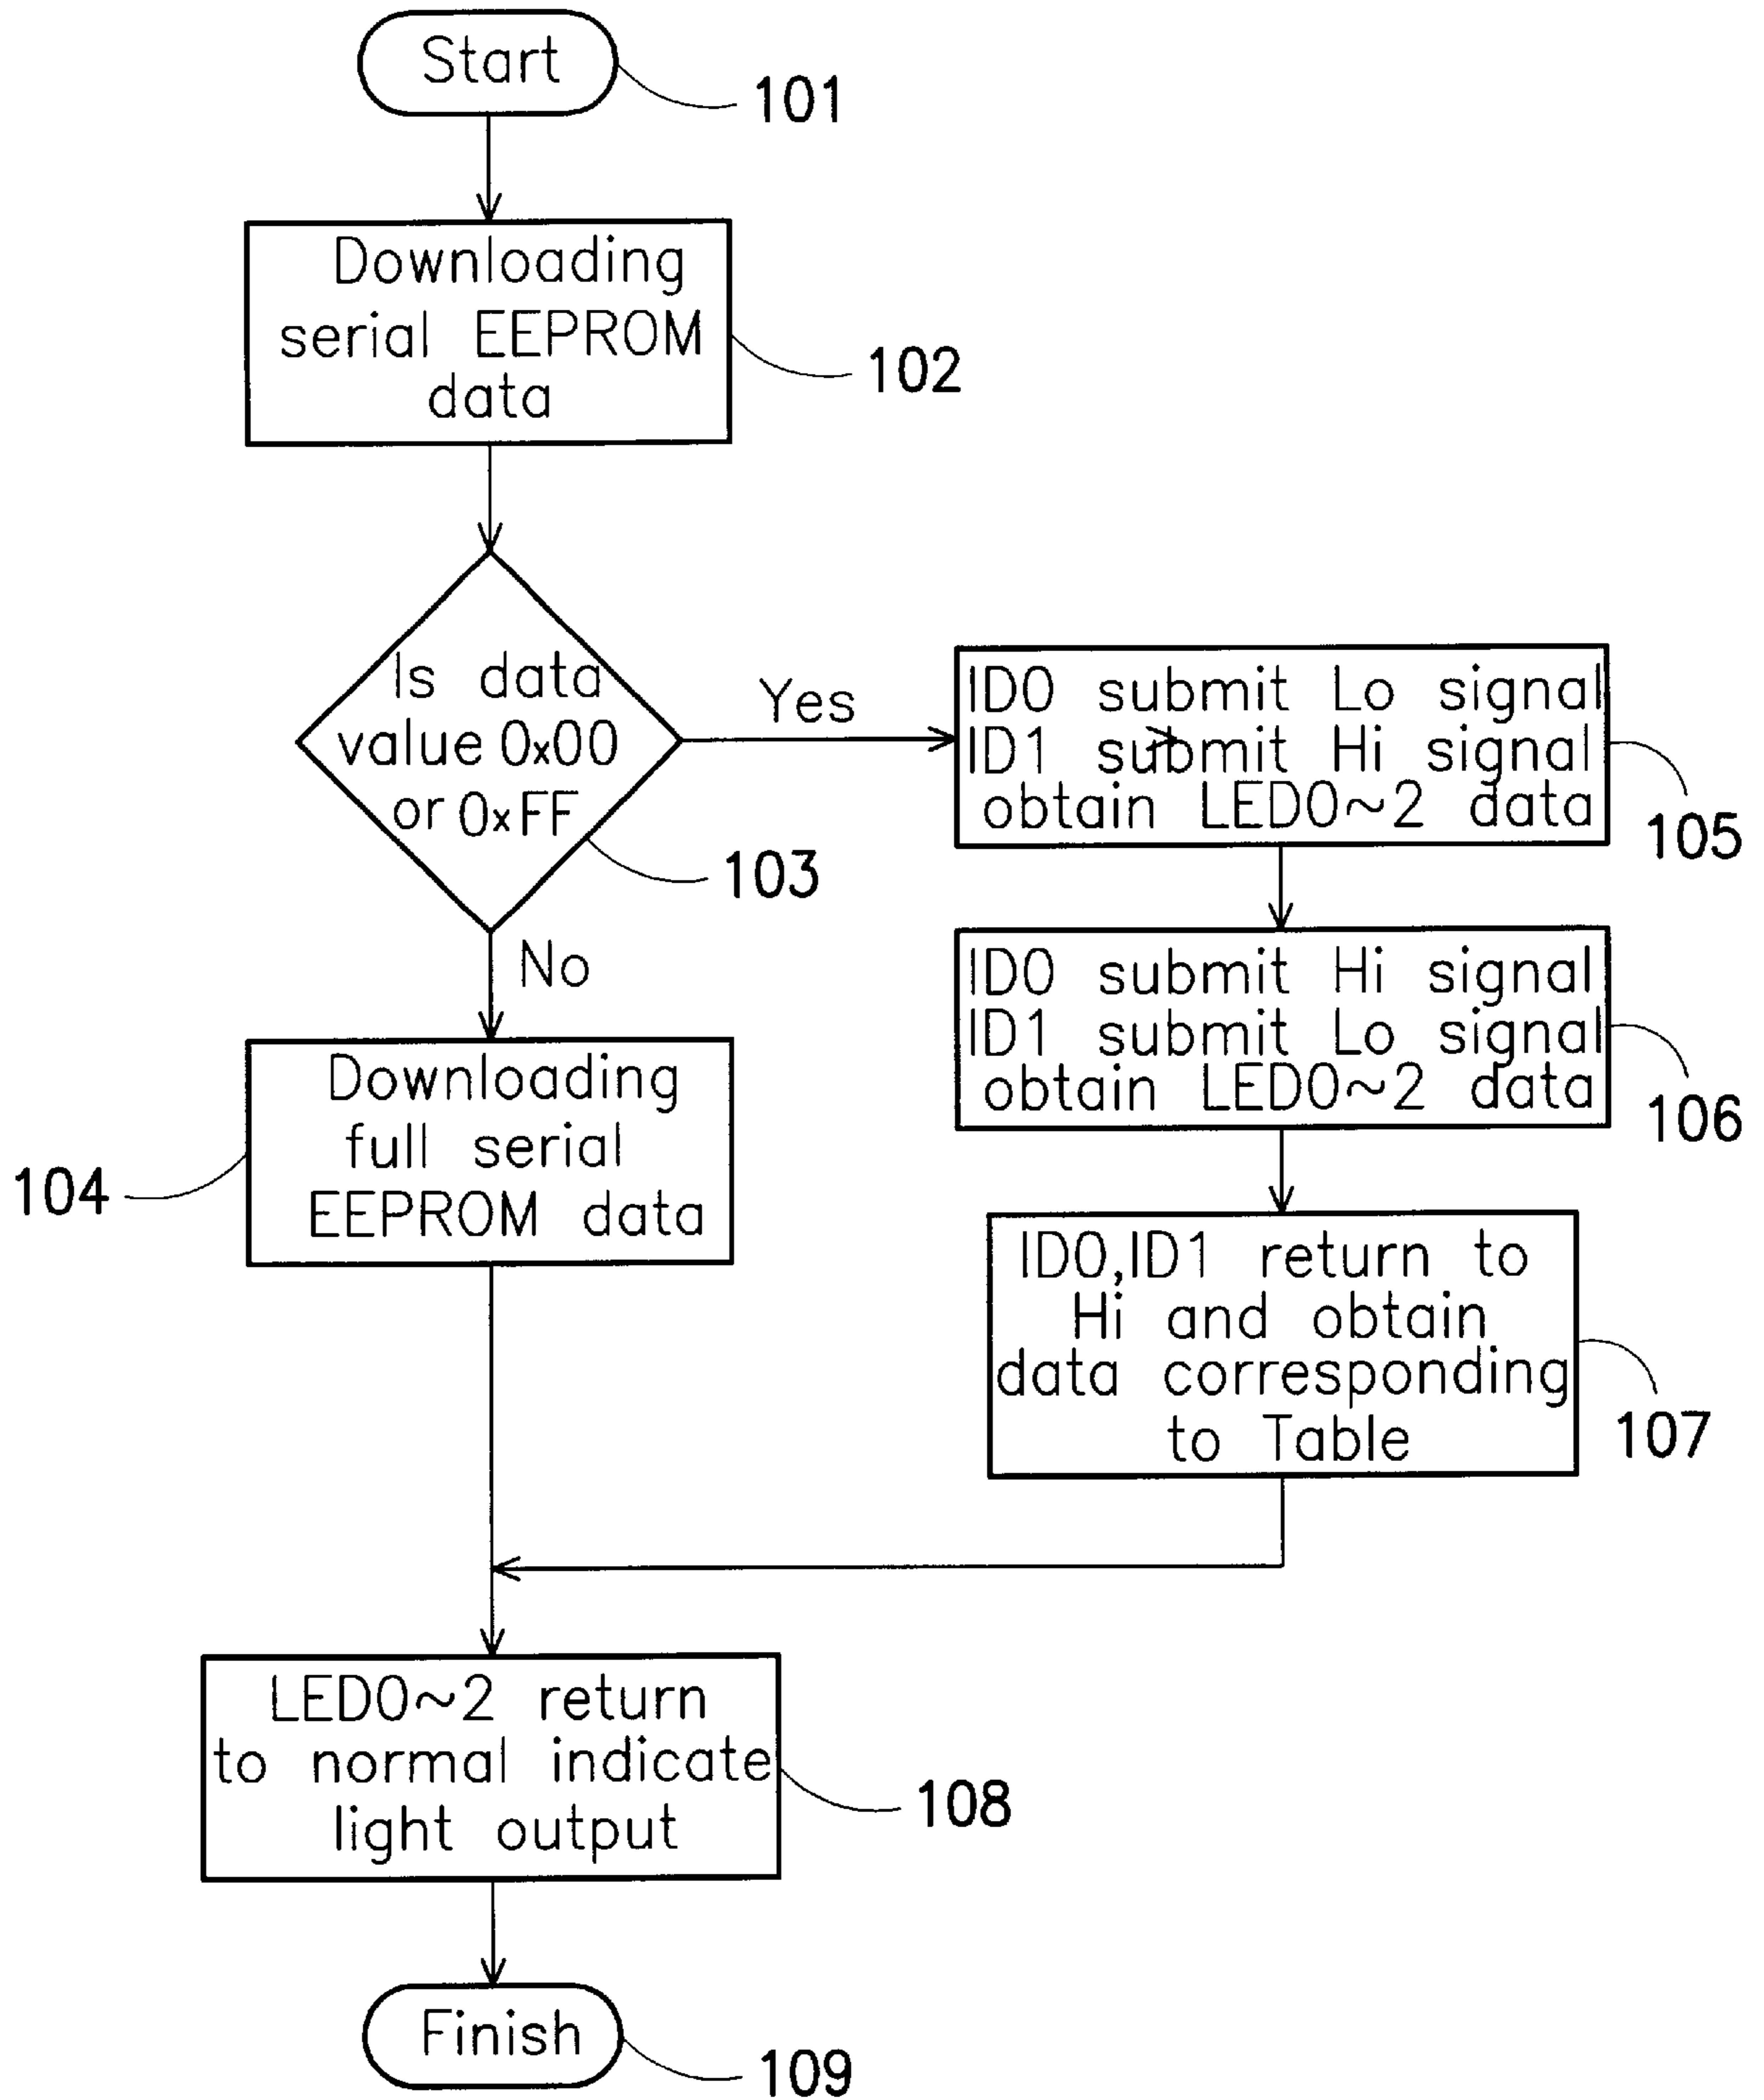 Start
101
Downloading
serial EEPROM
data
102
Is data
value 0x00
or 0xFF
103
Yes
No
ID0 submit Lo signal
ID1 submit Hi signal
obtain LED0~2 data
105
ID0 submit Hi signal
ID1 submit Lo signal
obtain LED0~2 data
106
Downloading
full serial
EEPROM data
104
ID0,ID1 return to
Hi and obtain
data corresponding
to Table
107
LED0~2 return
to normal indicate
light output
108
Finish
109